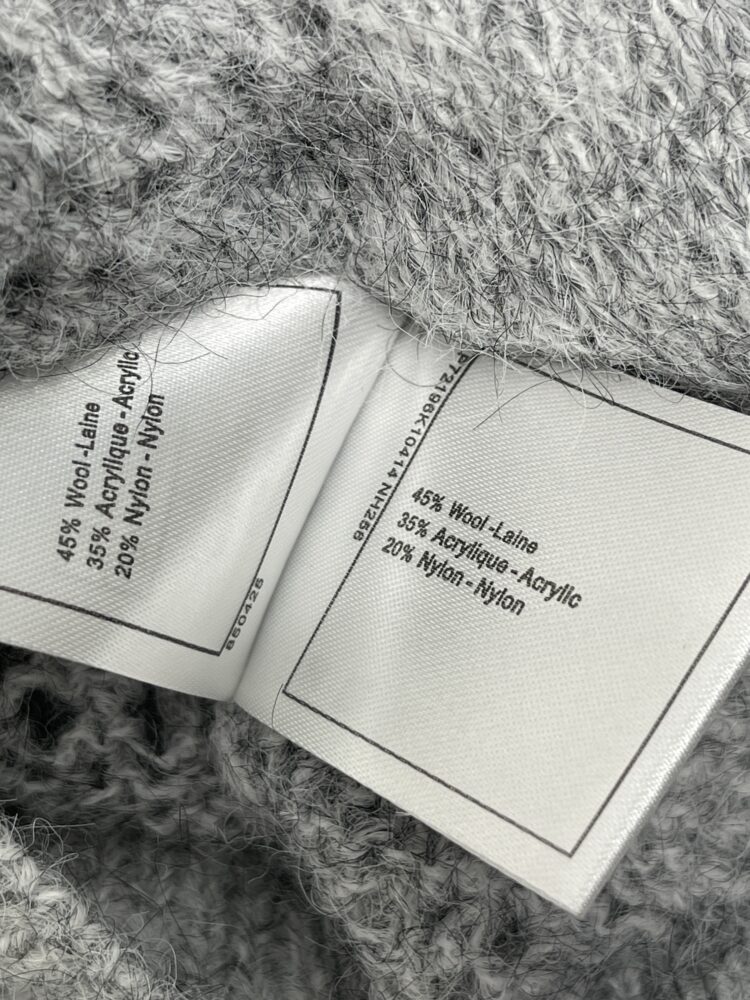 45% Wool-Laine
35% Acrylique-Acrylic
20% Nylon-Nylon
850425
P72196K10414 NH256
45% Wool-Laine
35% Acrylique-Acrylic
20% Nylon-Nylon